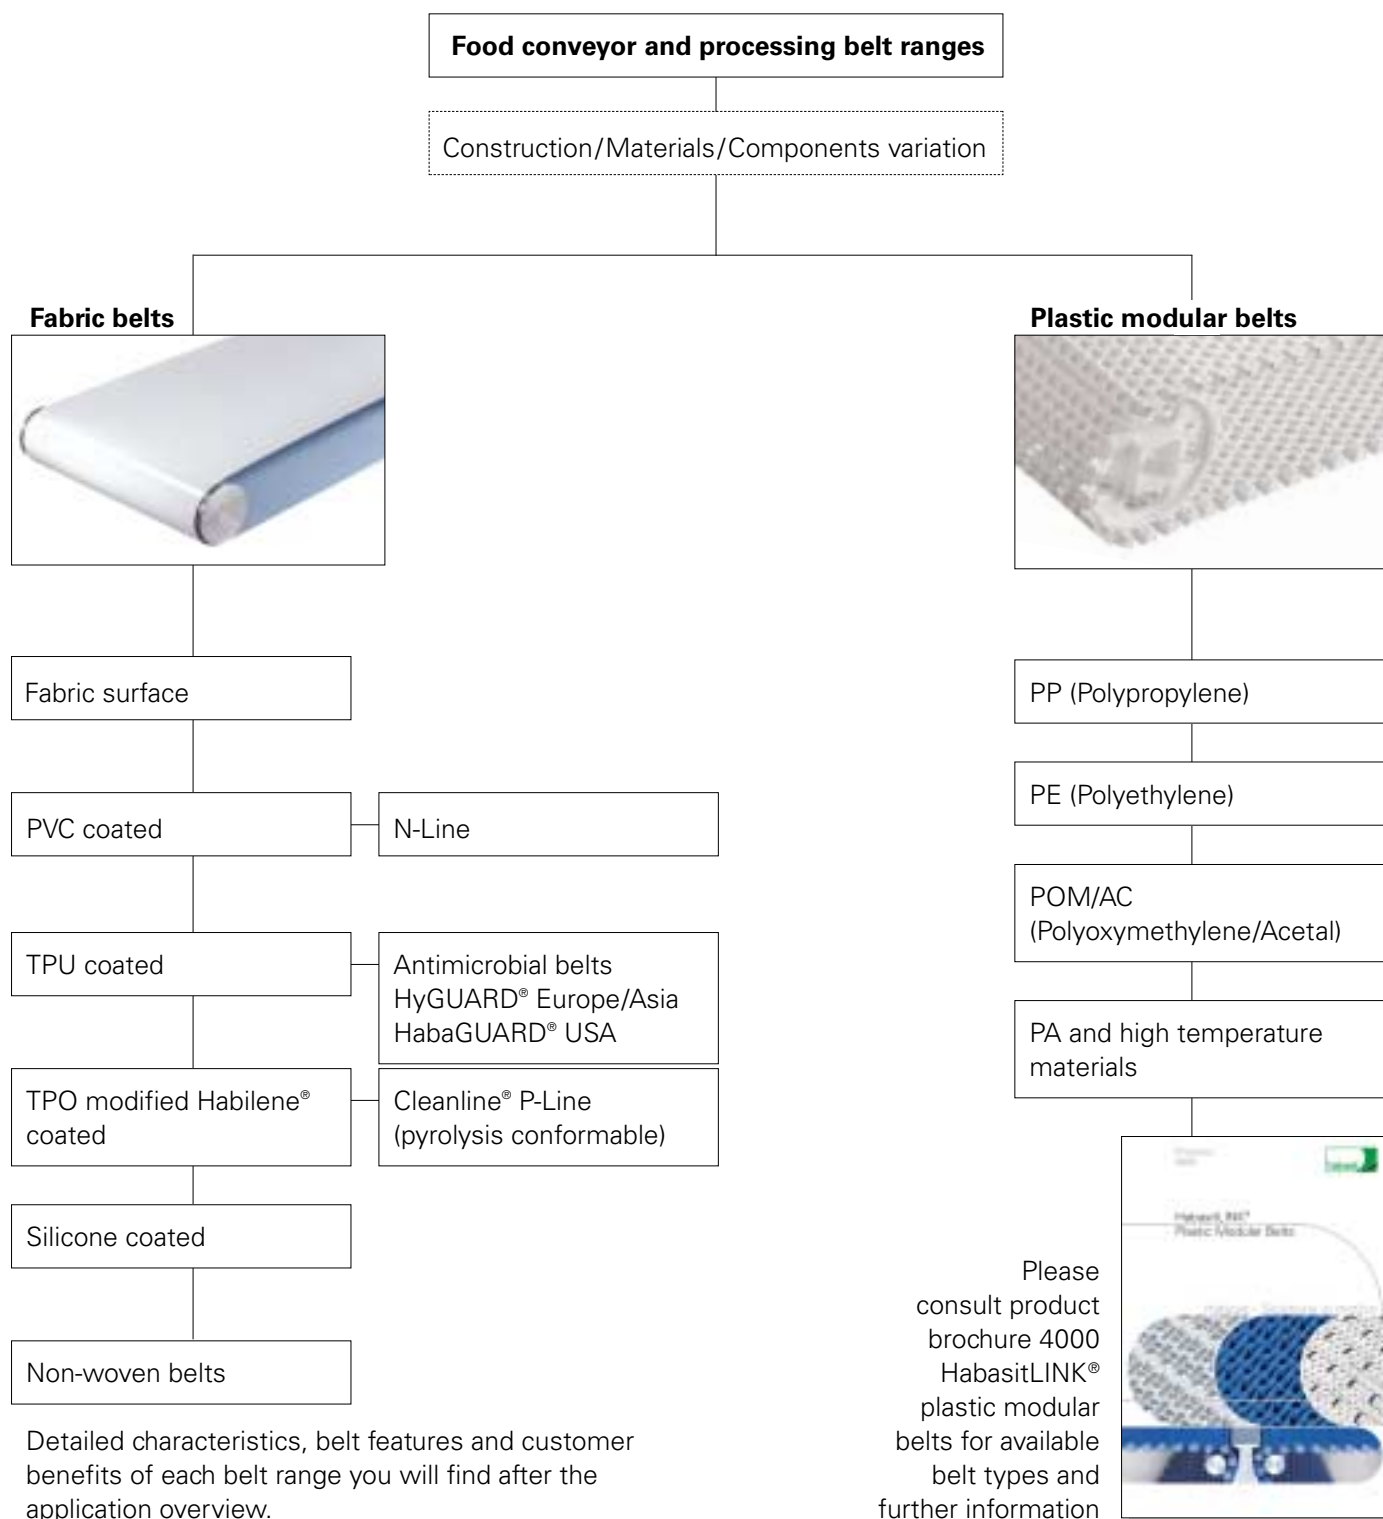 Food conveyor and processing belt ranges
Construction/Materials/Components variation
Fabric belts
Fabric surface
PVC coated
N-Line
TPU coated
Antimicrobial belts
HyGUARD® Europe/Asia
HabaGUARD® USA
TPO modified Habilene®
coated
Cleanline® P-Line
(pyrolysis conformable)
Silicone coated
Non-woven belts
Detailed characteristics, belt features and customer
benefits of each belt range you will find after the
application overview.
Plastic modular belts
PP (Polypropylene)
PE (Polyethylene)
POM/AC
(Polyoxymethylene/Acetal)
PA and high temperature
materials
Please
consult product
brochure 4000
HabasitLINK®
plastic modular
belts for available
belt types and
further information
HabasitLINK®
Plastic Modular Belts